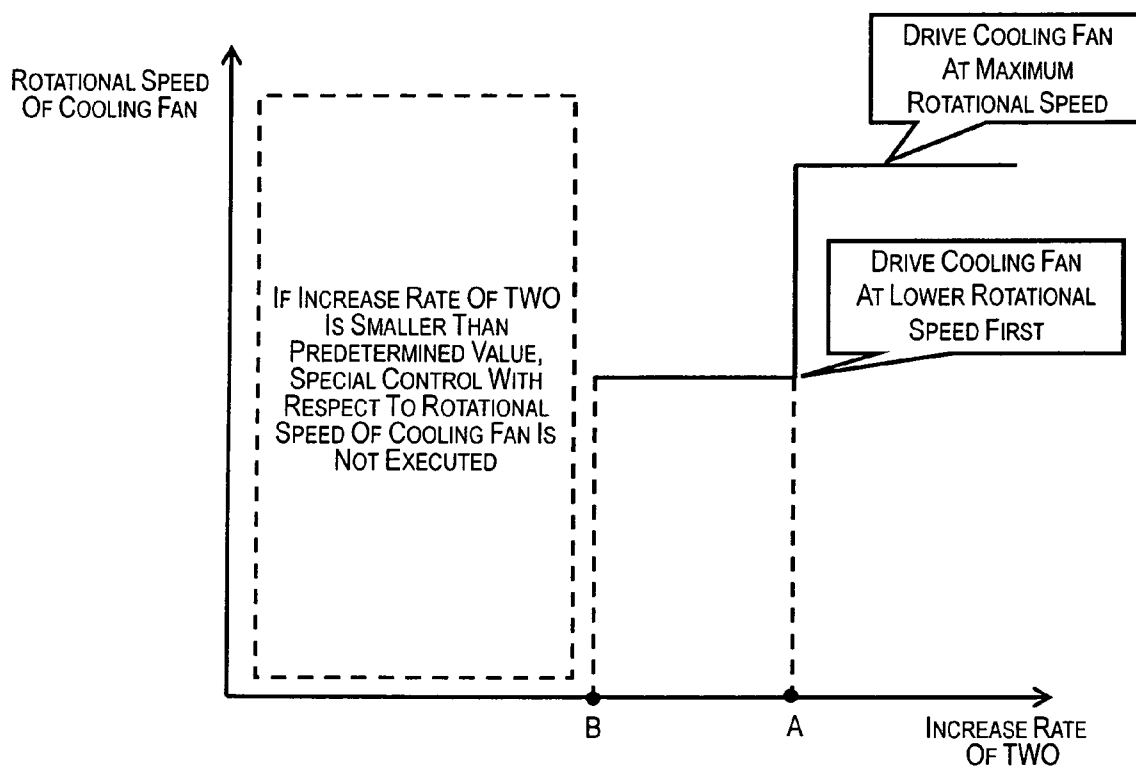 ROTATIONAL SPEED
OF COOLING FAN
DRIVE COOLING FAN
AT MAXIMUM
ROTATIONAL SPEED
DRIVE COOLING FAN
AT LOWER ROTATIONAL
SPEED FIRST
IF INCREASE RATE OF TWO
IS SMALLER THAN
PREDETERMINED VALUE,
SPECIAL CONTROL WITH
RESPECT TO ROTATIONAL
SPEED OF COOLING FAN IS
NOT EXECUTED
B
A
INCREASE RATE
OF TWO